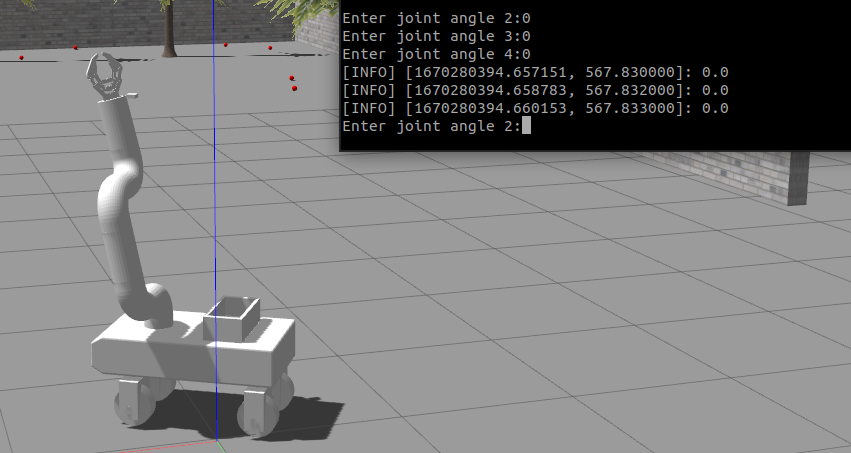 Enter joint angle 2:0
Enter joint angle 3:0
Enter joint angle 4:0
[INFO] [1670280394.657151, 567.830000]: 0.0
[INFO] [1670280394.658783, 567.832000]: 0.0
[INFO] [1670280394.660153, 567.833000]: 0.0
Enter joint angle 2: